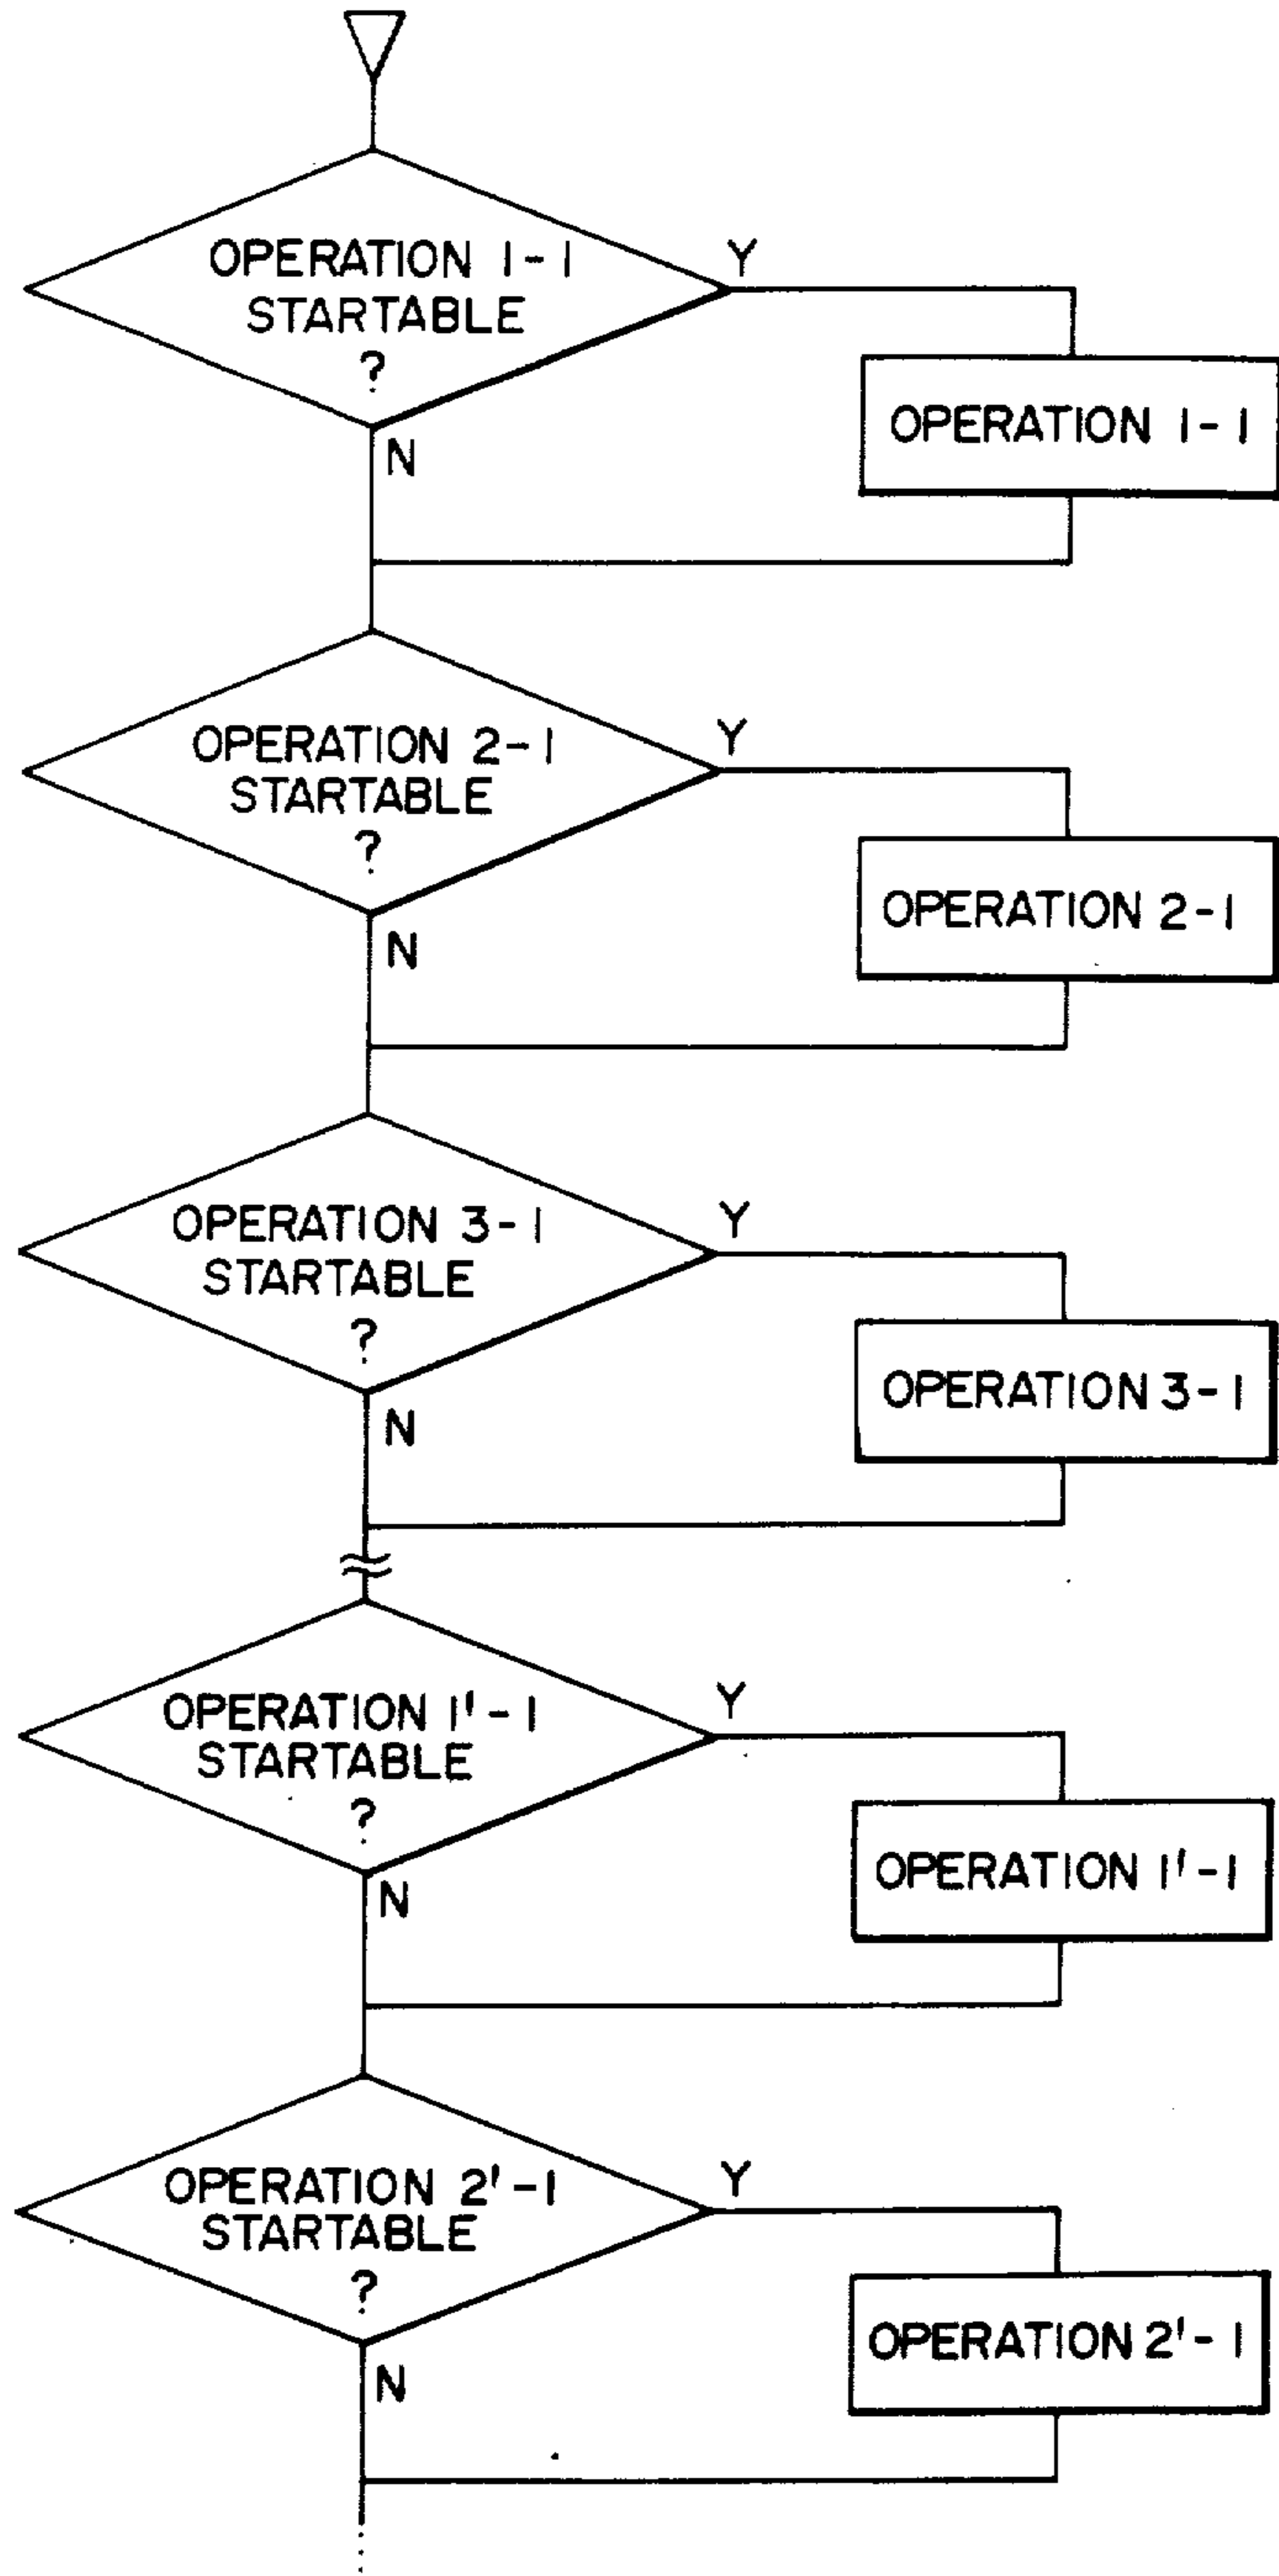 OPERATION 1-1
STARTABLE
?
Y
OPERATION 1-1
N
OPERATION 2-1
STARTABLE
?
Y
OPERATION 2-1
N
OPERATION 3-1
STARTABLE
?
Y
OPERATION 3-1
N
OPERATION 1'-1
STARTABLE
?
Y
OPERATION 1'-1
N
OPERATION 2'-1
STARTABLE
?
Y
OPERATION 2'-1
N